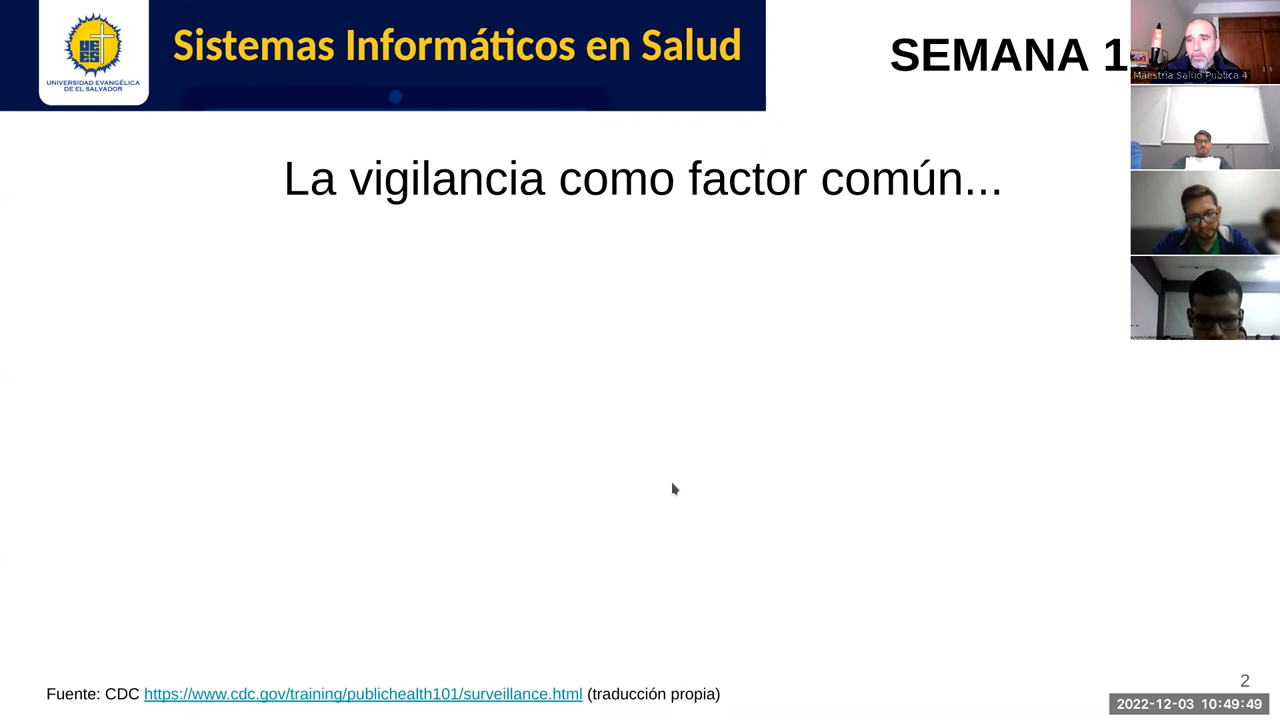 Sistemas Informáticos en Salud
UNIVERSIDAD EVANGÉLICA
DE EL SALVADOR
SEMANA 1
Maestría Salud Publica 4
La vigilancia como factor común...
Fuente: CDC https://www.cdc.gov/training/publichealth101/surveillance.html (traducción propia)
2
2022-12-03 10:49:49